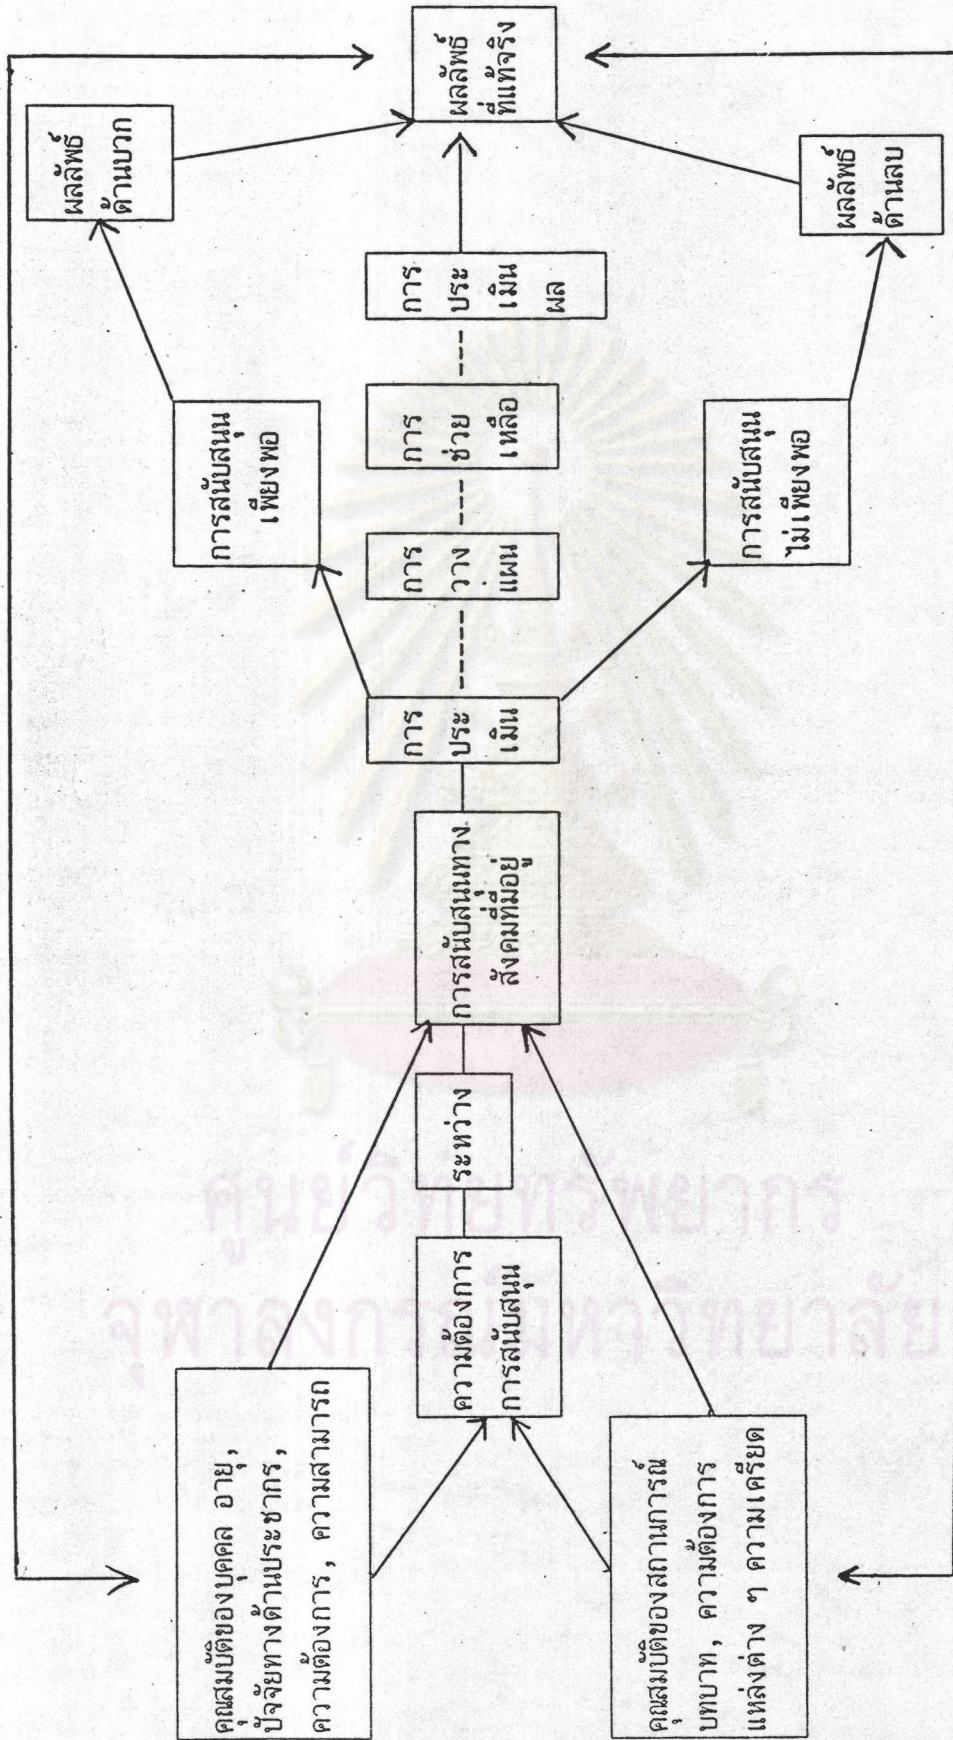 คุณสมบัติของบุคคล อายุ,
ปัจจัยทางด้านประชากร,
ความต้องการ, ความสามารถ
คุณสมบัติของสถานการณ์
บทบาท, ความต้องการ
แหล่งต่าง ๆ ความเครียด
ความต้องการ
การสนับสนุน
ระหว่าง
การสนับสนุนทาง
สังคมที่มีอยู่
การ
ประ
เมิน
การ
วาง
แผน
การ
ช่วย
เหลือ
การ
ประ
เมิน
ผล
การสนับสนุน
เพียงพอ
การสนับสนุน
ไม่เพียงพอ
ผลลัพธ์
ด้านบวก
ผลลัพธ์
ด้านลบ
ผลลัพธ์
ที่แท้จริง
ศูนย์วิทยทรัพยากร
จุฬาลงกรณ์มหาวิทยาลัย